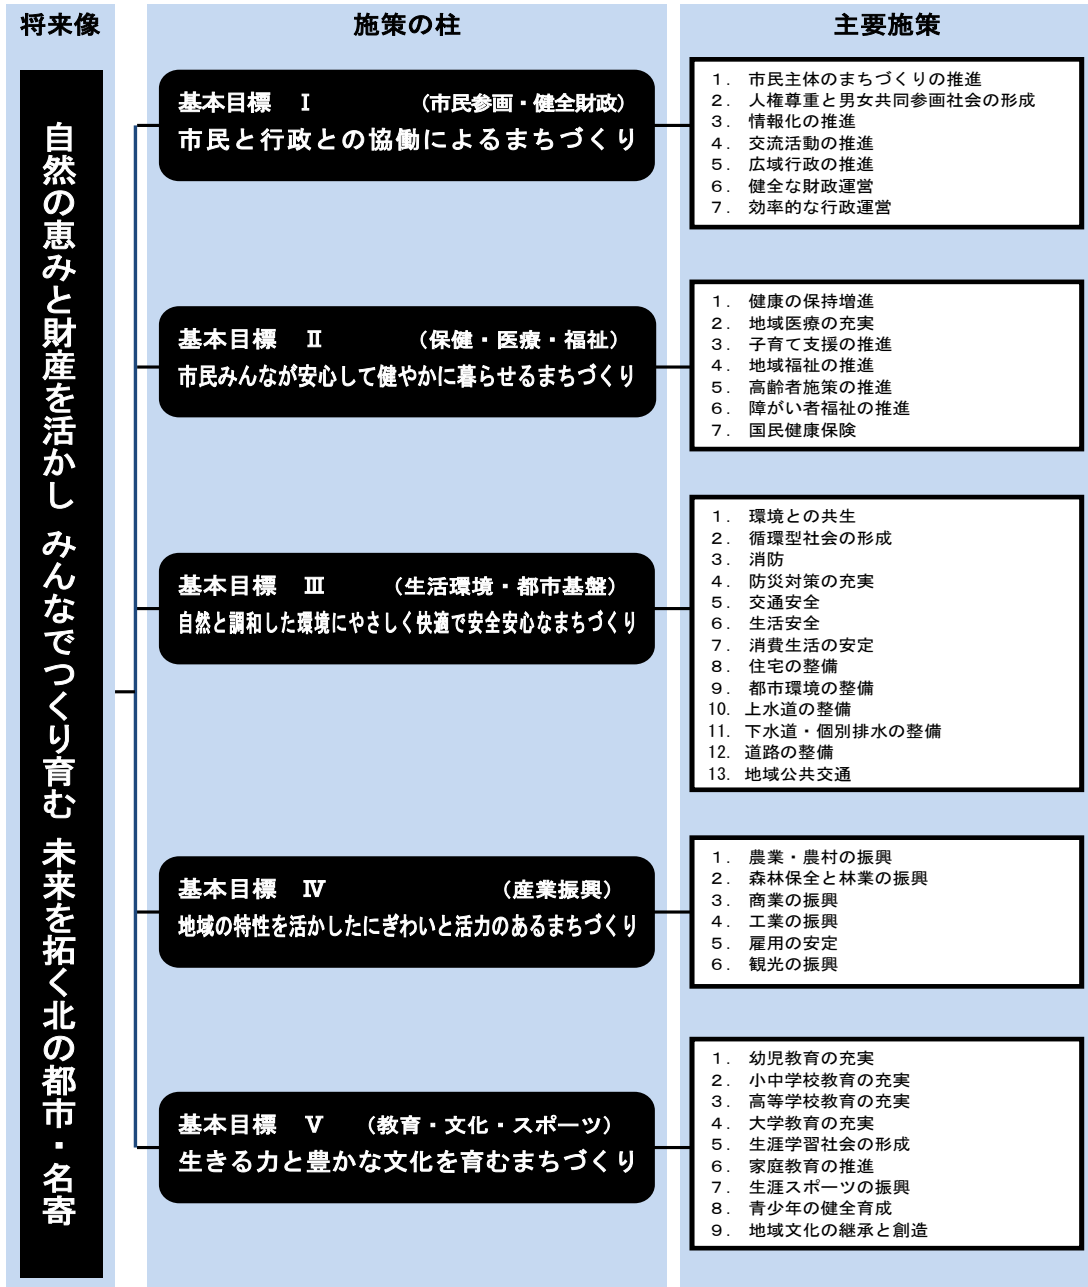 将来像
施策の柱
主要施策
自然の恵みと財産を活かし みんなでつくり育む 未来を拓く北の都市・名寄
基本目標 Ⅰ (市民参画・健全財政)
市民と行政との協働によるまちづくり
1. 市民主体のまちづくりの推進
2. 人権尊重と男女共同参画社会の形成
3. 情報化の推進
4. 交流活動の推進
5. 広域行政の推進
6. 健全な財政運営
7. 効率的な行政運営
基本目標 Ⅱ (保健・医療・福祉)
市民みんなが安心して健やかに暮らせるまちづくり
1. 健康の保持増進
2. 地域医療の充実
3. 子育て支援の推進
4. 地域福祉の推進
5. 高齢者施策の推進
6. 障がい者福祉の推進
7. 国民健康保険
基本目標 Ⅲ (生活環境・都市基盤)
自然と調和した環境にやさしく快適で安全安心なまちづくり
1. 環境との共生
2. 循環型社会の形成
3. 消防
4. 防災対策の充実
5. 交通安全
6. 生活安全
7. 消費生活の安定
8. 住宅の整備
9. 都市環境の整備
10. 上水道の整備
11. 下水道・個別排水の整備
12. 道路の整備
13. 地域公共交通
基本目標 Ⅳ (産業振興)
地域の特性を活かしたにぎわいと活力のあるまちづくり
1. 農業・農村の振興
2. 森林保全と林業の振興
3. 商業の振興
4. 工業の振興
5. 雇用の安定
6. 観光の振興
基本目標 Ⅴ (教育・文化・スポーツ)
生きる力と豊かな文化を育むまちづくり
1. 幼児教育の充実
2. 小中学校教育の充実
3. 高等学校教育の充実
4. 大学教育の充実
5. 生涯学習社会の形成
6. 家庭教育の推進
7. 生涯スポーツの振興
8. 青少年の健全育成
9. 地域文化の継承と創造